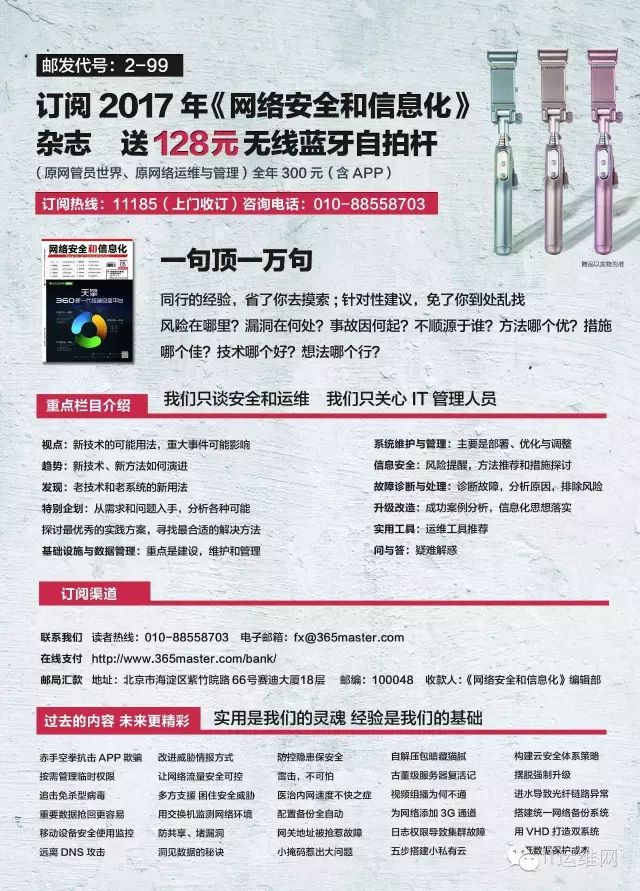 邮发代号：2-99
订阅 2017 年《网络安全和信息化》
杂志 送128元无线蓝牙自拍杆
（原网管员世界、原网络运维与管理）全年 300 元（含 APP）
订阅热线：11185（上门收订）咨询电话：010-88558703
赠品以实物为准
网络安全和信息化
天擎
360新一代终端安全平台
一句顶一万句
同行的经验，省了你去摸索；针对性建议，免了你到处乱找
风险在哪里？漏洞在何处？事故因何起？不顺源于谁？方法哪个优？措施
哪个佳？技术哪个好？想法哪个行？
重点栏目介绍 我们只谈安全和运维 我们只关心 IT 管理人员
视点：新技术的可能用法，重大事件可能影响
趋势：新技术、新方法如何演进
发现：老技术和老系统的新用法
特别企划：从需求和问题入手，分析各种可能
探讨最优秀的实践方案，寻找最合适的解决方法
基础设施与数据管理：重点是建设，维护和管理
系统维护与管理：主要是部署、优化与调整
信息安全：风险提醒，方法推荐和措施探讨
故障诊断与处理：诊断故障，分析原因，排除风险
升级改造：成功案例分析，信息化思想落实
实用工具：运维工具推荐
问与答：疑难解惑
订阅渠道
联系我们 读者热线：010-88558703 电子邮箱：fx@365master.com
在线支付 http://www.365master.com/bank/
邮局汇款 地址：北京市海淀区紫竹院路 66 号赛迪大厦18层 邮编：100048 收款人：《网络安全和信息化》编辑部
过去的内容 未来更精彩 实用是我们的灵魂 经验是我们的基础
赤手空拳抗击 APP 欺骗 改进威胁情报方式 防控隐患保安全 自解压包暗藏猫腻 构建云安全体系策略
按需管理临时权限 让网络流量安全可控 雷击，不可怕 古董级服务器复活记 摆脱强制升级
追击免杀型病毒 多方支援 困住安全威胁 医治内网速度不快之症 视频组播为何不通 进水导致光纤链路异常
重要数据抢回更容易 用交换机监测网络环境 配置备份全自动 为网络添加 3G 通道 搭建统一网络备份系统
移动设备安全使用监控 防共享、堵漏洞 网关地址被抢惹故障 日志权限导致集群故障 用 VHD 打造双系统
远离 DNS 攻击 洞见数据的秘诀 小掩码惹出大问题 五步搭建小私有云 低数据保护成本
IT运维网